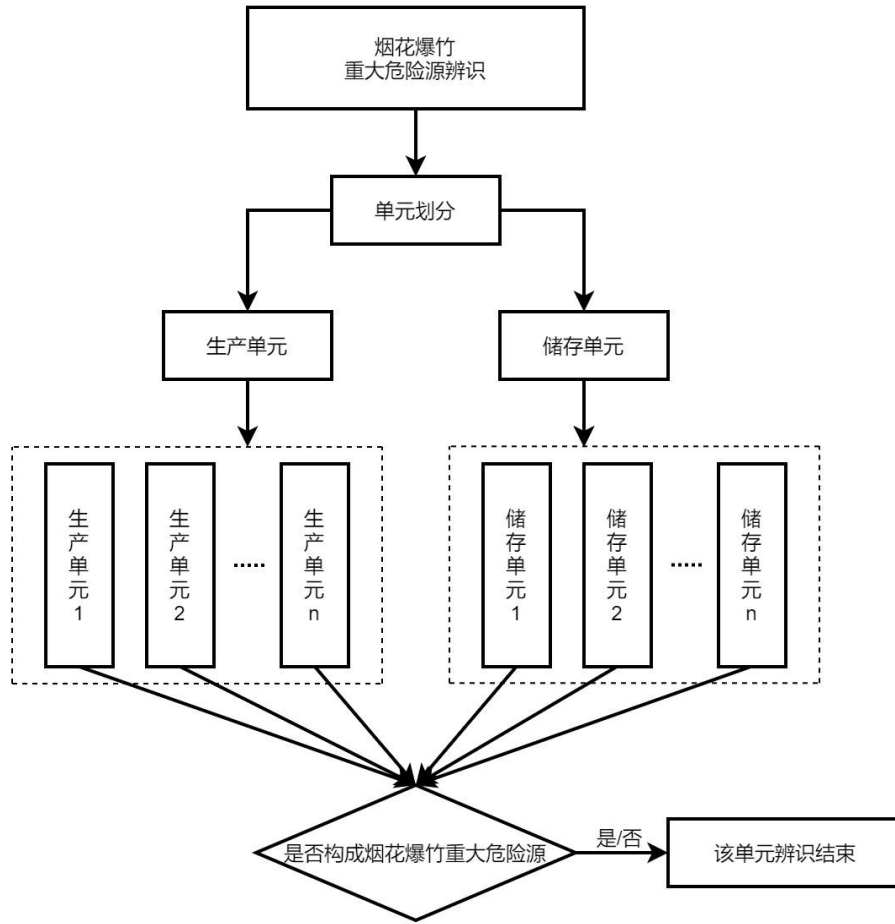 烟花爆竹
重大危险源辨识
单元划分
生产单元
储存单元
生产单元1
生产单元2
.....
生产单元n
储存单元1
储存单元2
.....
储存单元n
是否构成烟花爆竹重大危险源
是/否
该单元辨识结束